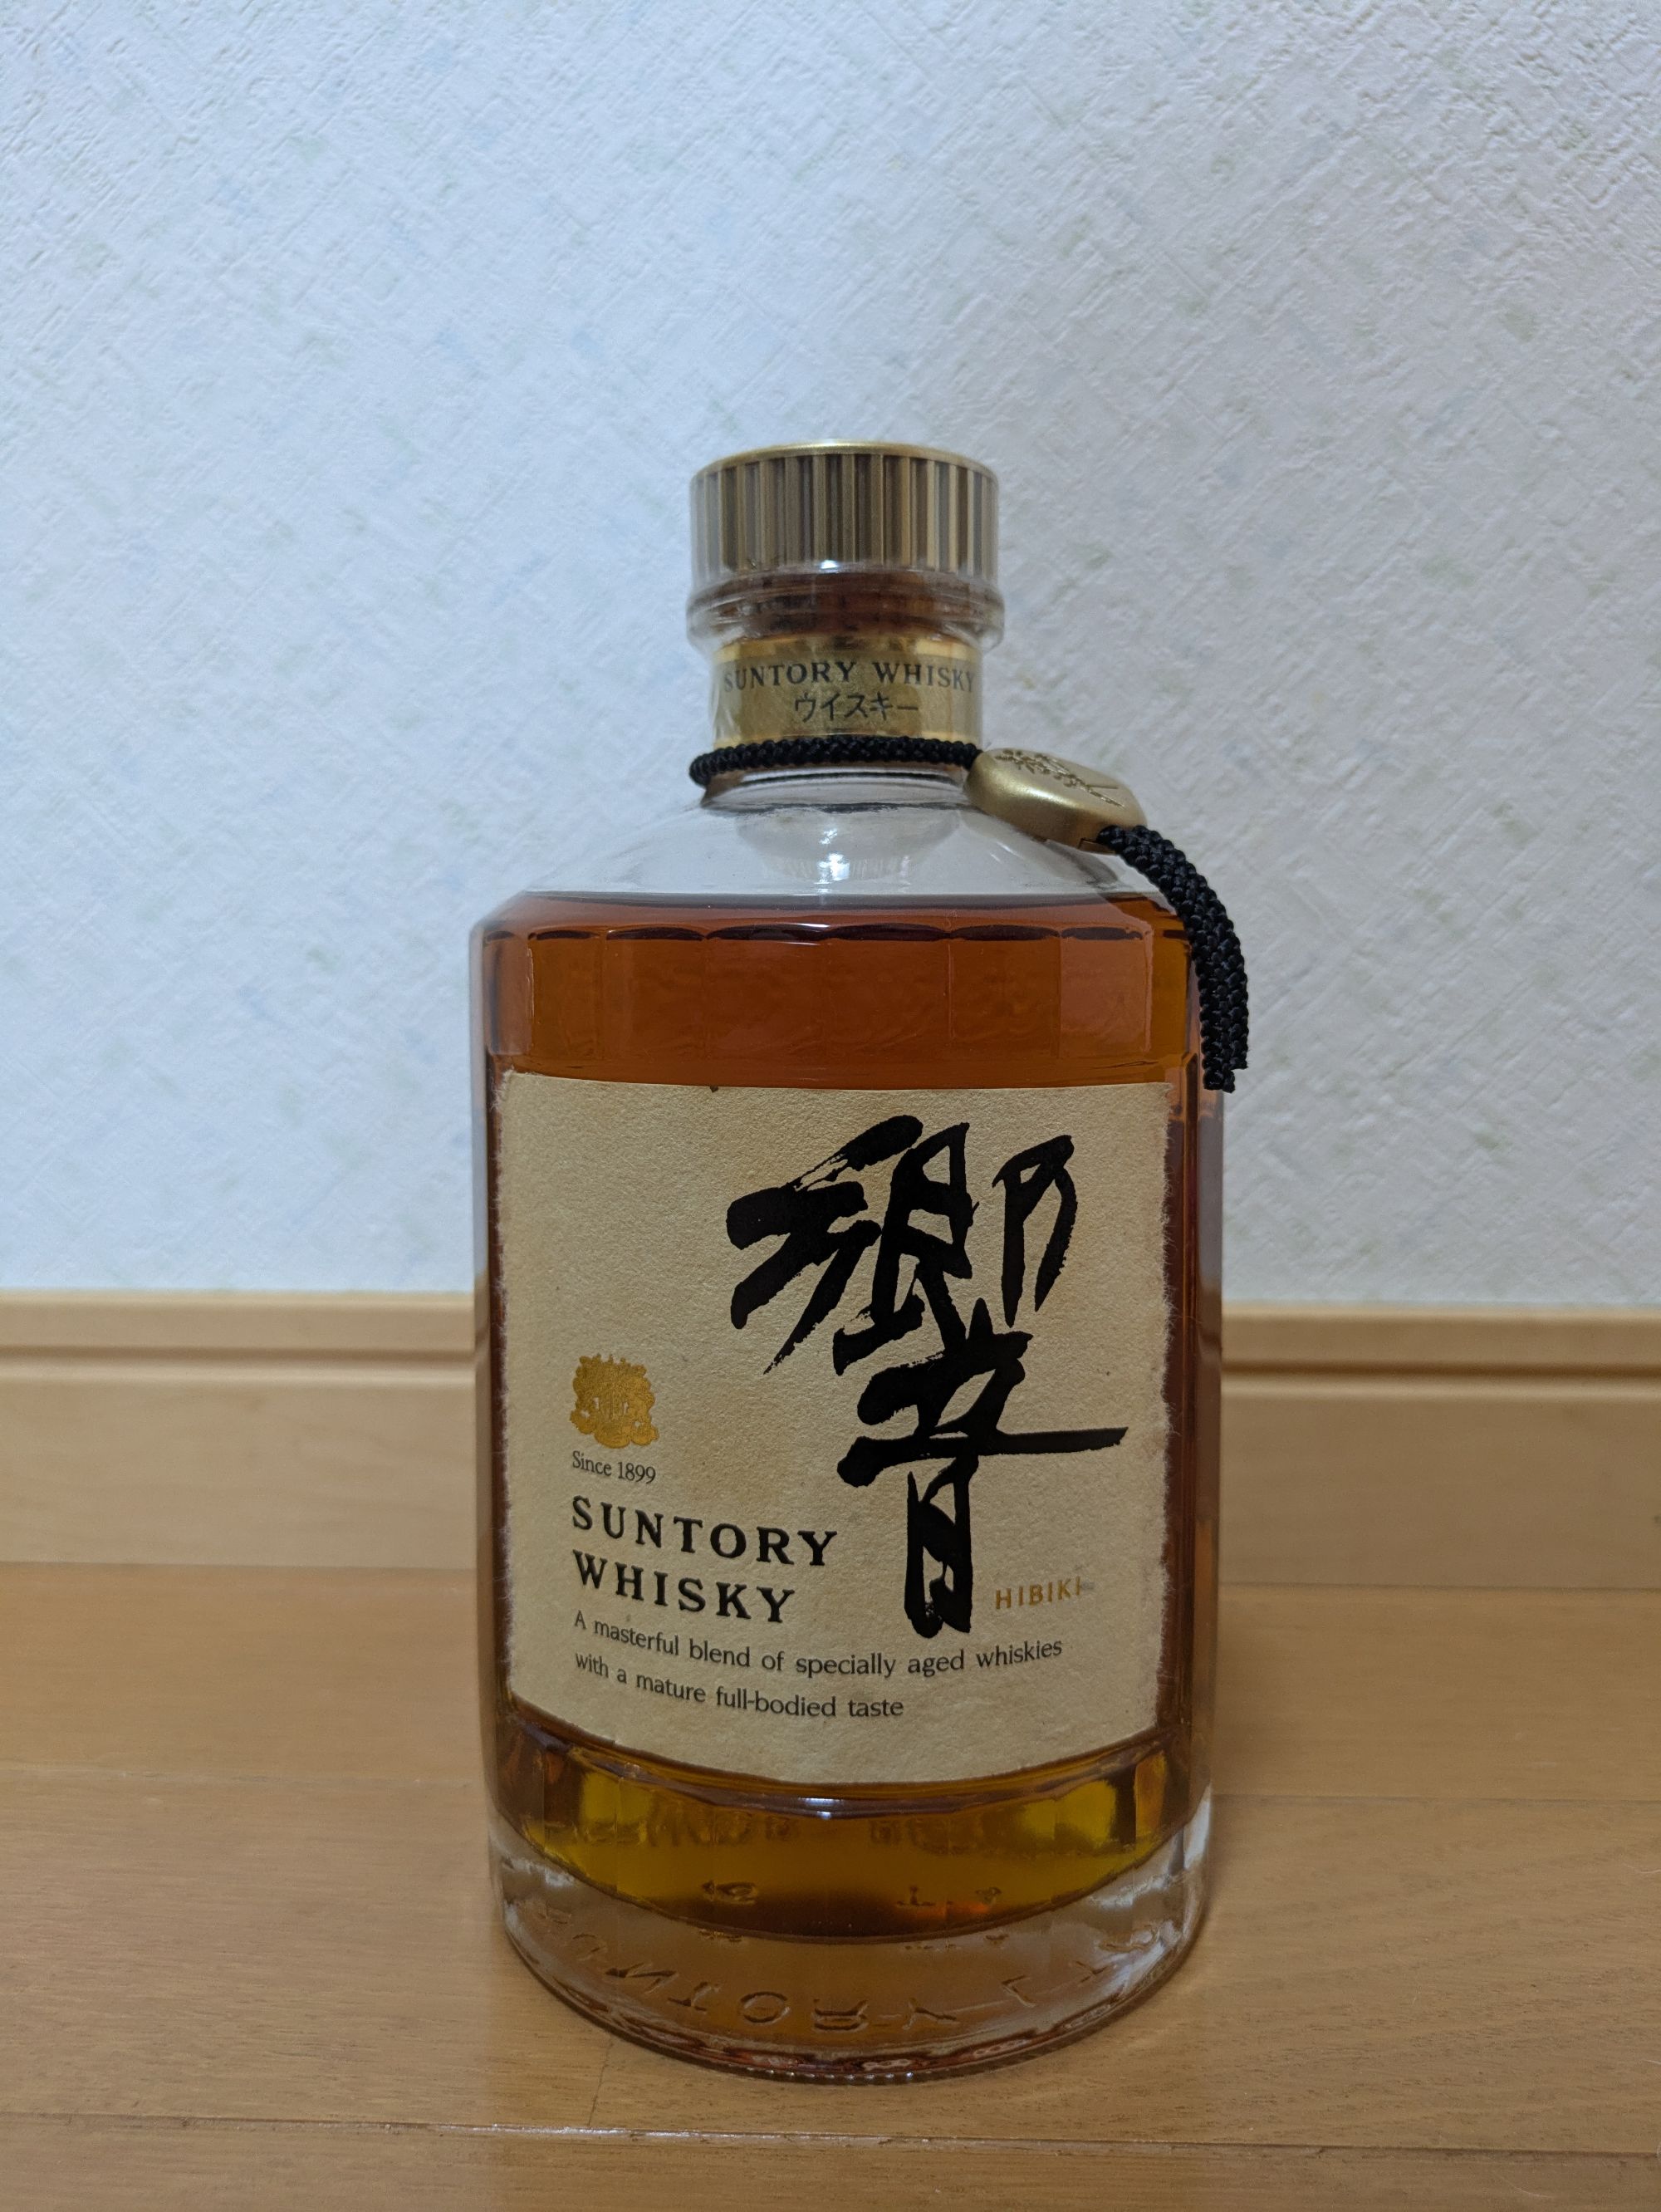 SUNTORY WHISKY
ウイスキー
響
Since 1899
SUNTORY
WHISKY
HIBIKI
A masterful blend of specially aged whiskies
with a mature full-bodied taste
SUNTORY